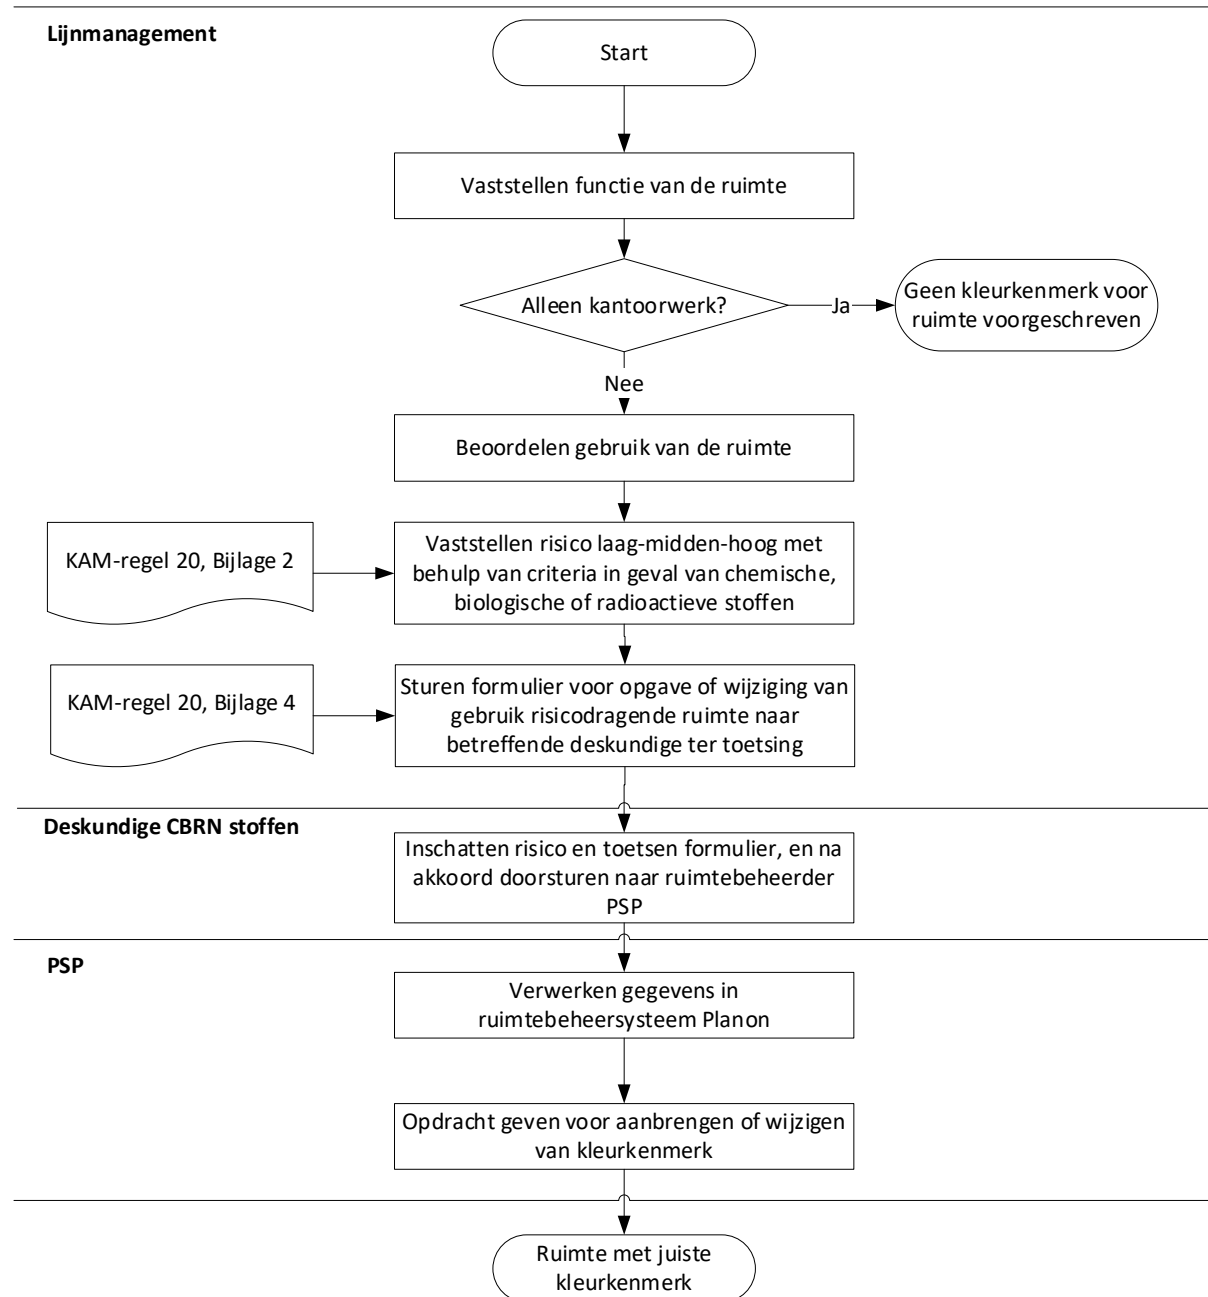 Lijnmanagement
Start
Vaststellen functie van de ruimte
Alleen kantoorwerk?
Ja
Geen kleurkenmerk voor
ruimte voorgeschreven
Nee
Beoordelen gebruik van de ruimte
KAM-regel 20, Bijlage 2
Vaststellen risico laag-midden-hoog met
behulp van criteria in geval van chemische,
biologische of radioactieve stoffen
KAM-regel 20, Bijlage 4
Sturen formulier voor opgave of wijziging van
gebruik risicodragende ruimte naar
betreffende deskundige ter toetsing
Deskundige CBRN stoffen
Inschatten risico en toetsen formulier, en na
akkoord doorsturen naar ruimtebeheerder
PSP
PSP
Verwerken gegevens in
ruimtebeheersysteem Planon
Opdracht geven voor aanbrengen of wijzigen
van kleurkenmerk
Ruimte met juiste
kleurkenmerk